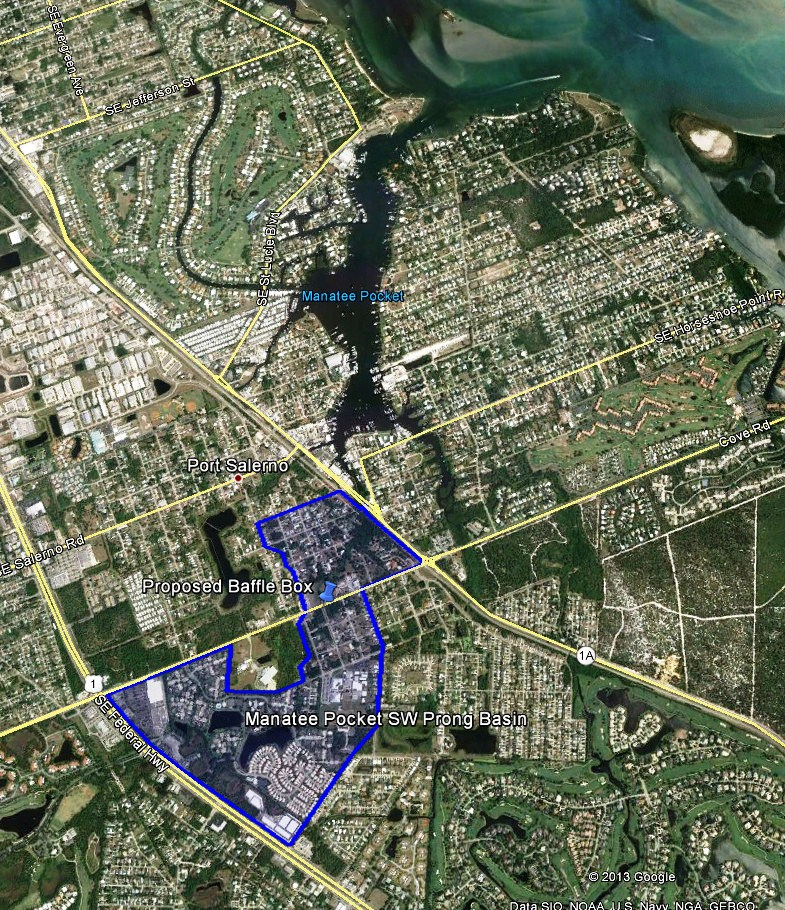 SE Evergreen Ave
SE Jefferson St
SE St Lucie Blvd
Manatee Pocket
SE Horseshoe Point R
Cove Rd
Port Salerno
SE Salerno Rd
Proposed Baffle Box
1A
1
SE Federal Hwy
Manatee Pocket SW Prong Basin
© 2013 Google
Data SIO, NOAA, U.S. Navy, NGA, GEBCO